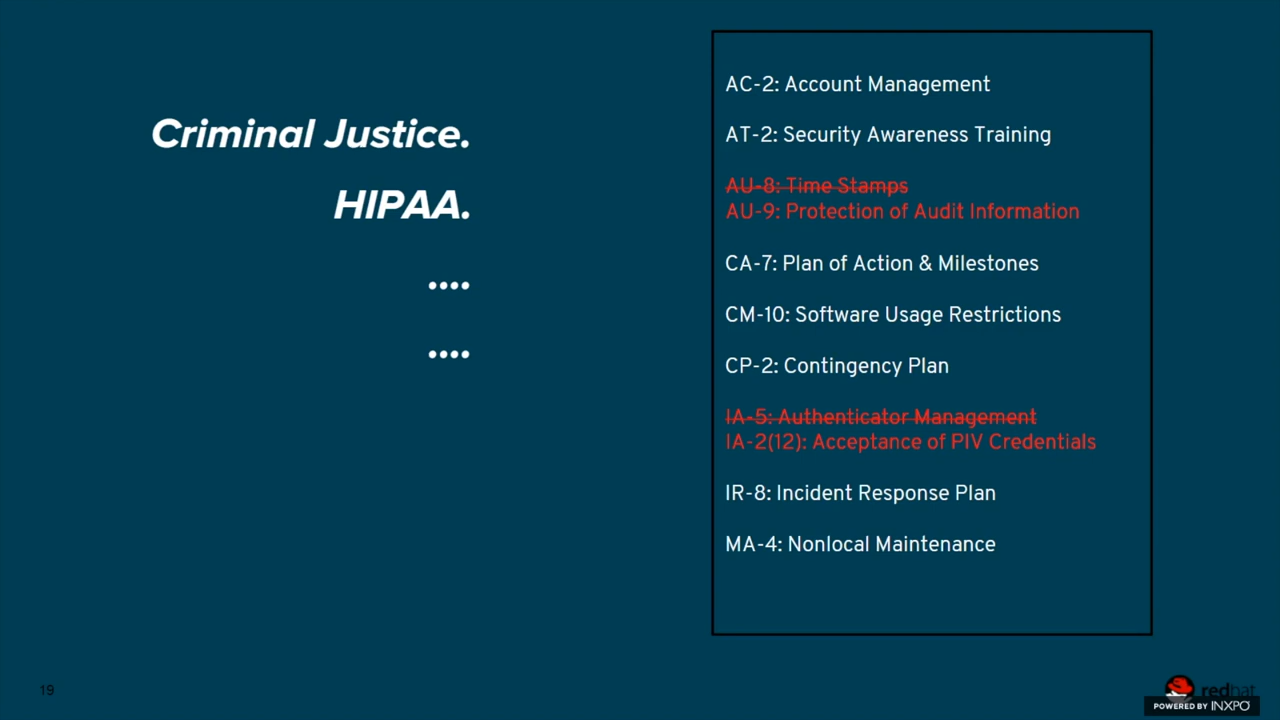 Criminal Justice.
HIPAA.
....
....
AC-2: Account Management
AT-2: Security Awareness Training
AU-8: Time Stamps
AU-9: Protection of Audit Information
CA-7: Plan of Action & Milestones
CM-10: Software Usage Restrictions
CP-2: Contingency Plan
IA-5: Authenticator Management
IA-2(12): Acceptance of PIV Credentials
IR-8: Incident Response Plan
MA-4: Nonlocal Maintenance
19
redhat
POWERED BY INXPO